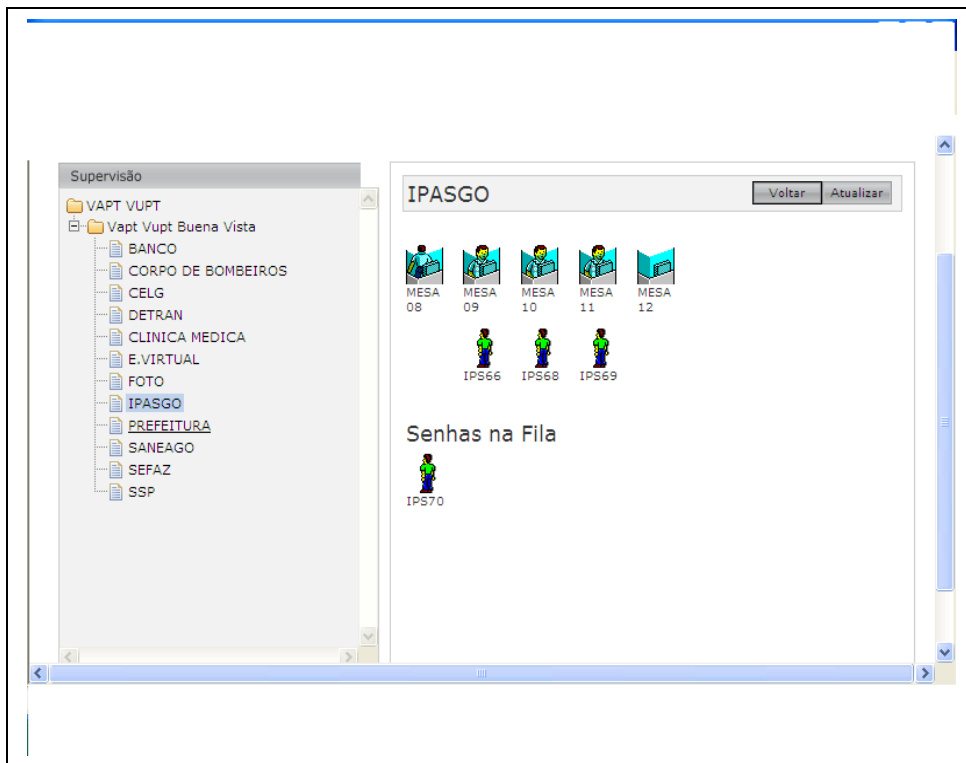 Supervisão
VAPT VUPT
Vapt Vupt Buena Vista
BANCO
CORPO DE BOMBEIROS
CELG
DETRAN
CLINICA MEDICA
E.VIRTUAL
FOTO
IPASGO
PREFEITURA
SANEAGO
SEFAZ
SSP
IPASGO Voltar Atualizar
MESA MESA MESA MESA MESA
08 09 10 11 12
IPS66 IPS68 IPS69
Senhas na Fila
IPS70